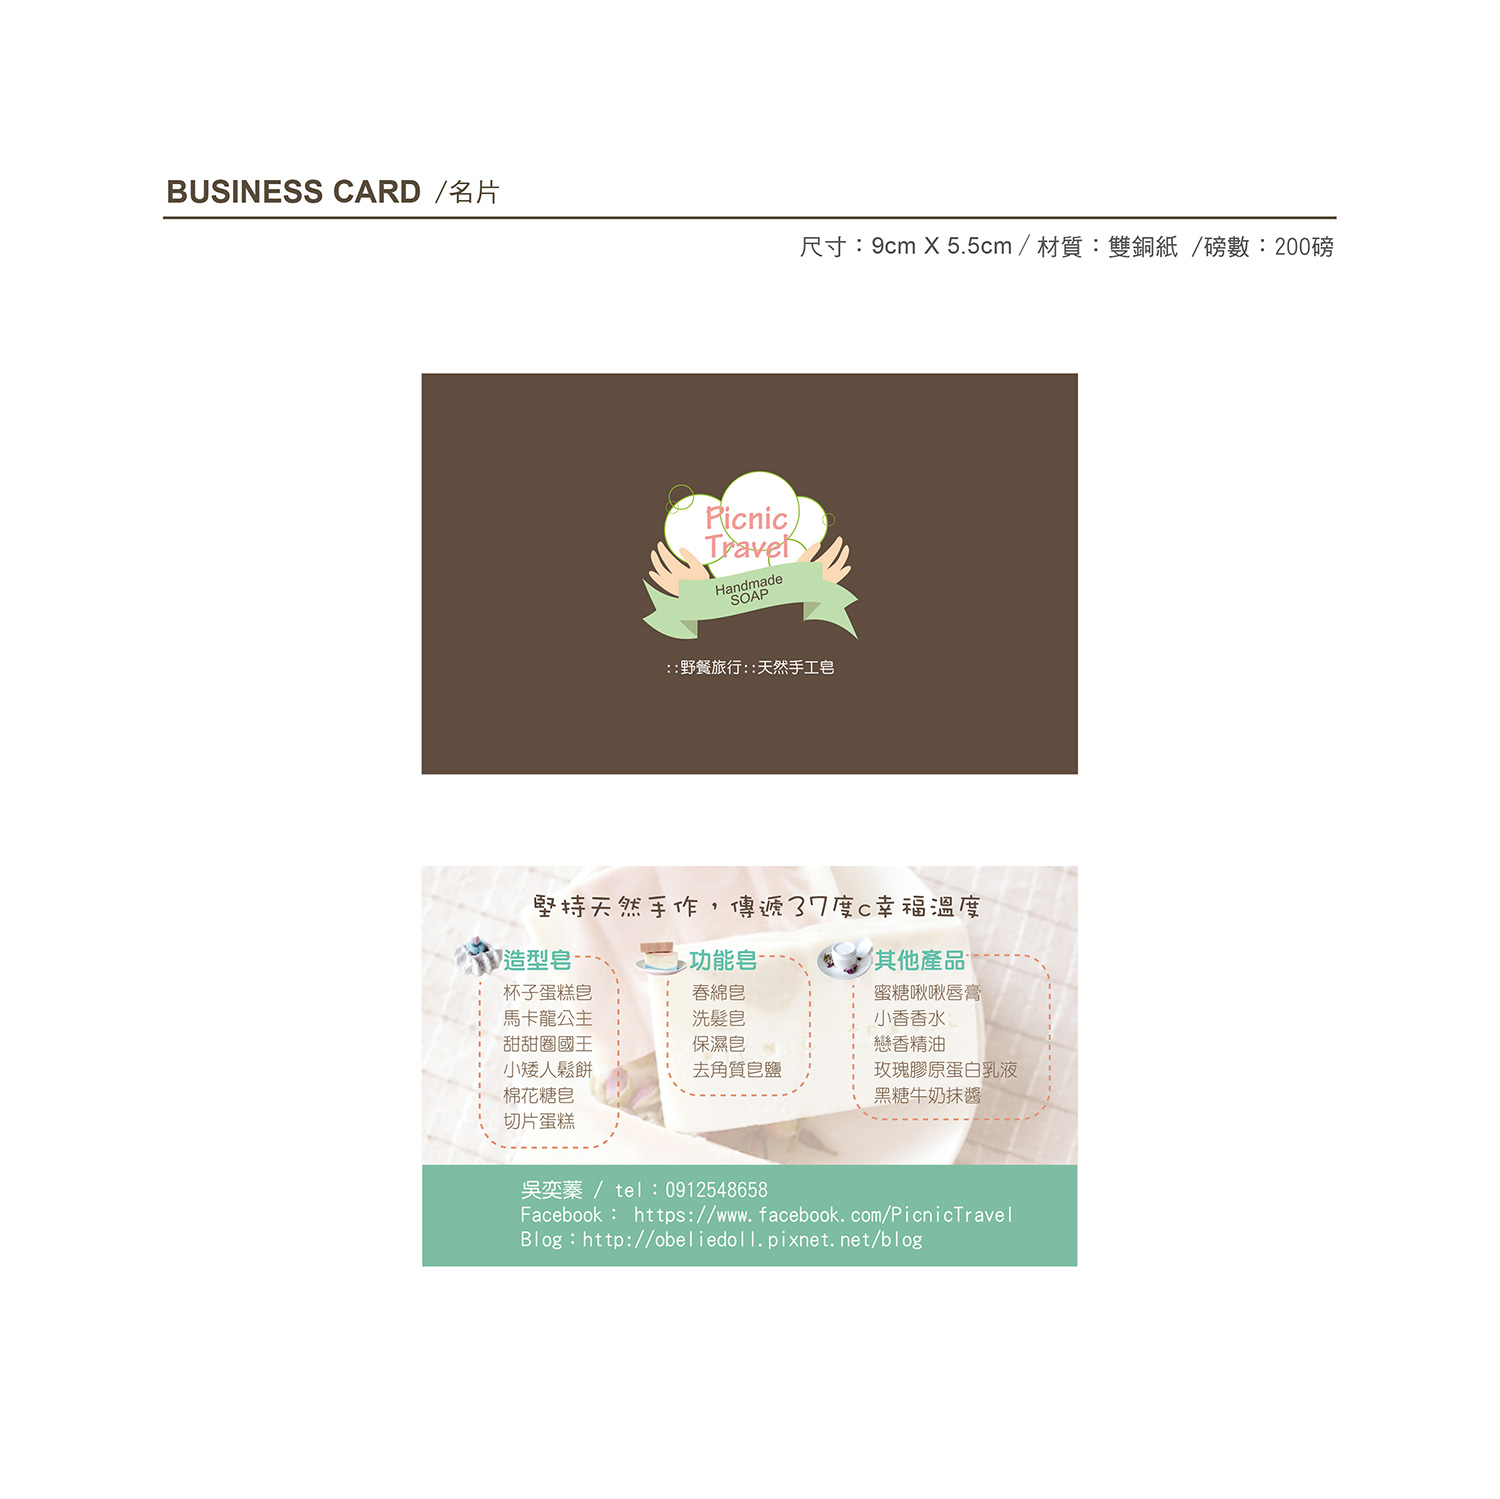 BUSINESS CARD /名片
尺寸：9cm X 5.5cm / 材質：雙銅紙 /磅數：200磅
Picnic
Travel
Handmade
SOAP
::野餐旅行::天然手工皂
堅持天然手作，傳遞37度c幸福溫度
造型皂
杯子蛋糕皂
馬卡龍公主
甜甜圈國王
小矮人鬆餅
棉花糖皂
切片蛋糕
功能皂
春綿皂
洗髮皂
保濕皂
去角質皂鹽
其他產品
蜜糖啾啾唇膏
小香香水
戀香精油
玫瑰膠原蛋白乳液
黑糖牛奶抹醬
吳奕蓁 / tel：0912548658
Facebook： https://www.facebook.com/PicnicTravel
Blog：http://obeliedoll.pixnet.net/blog